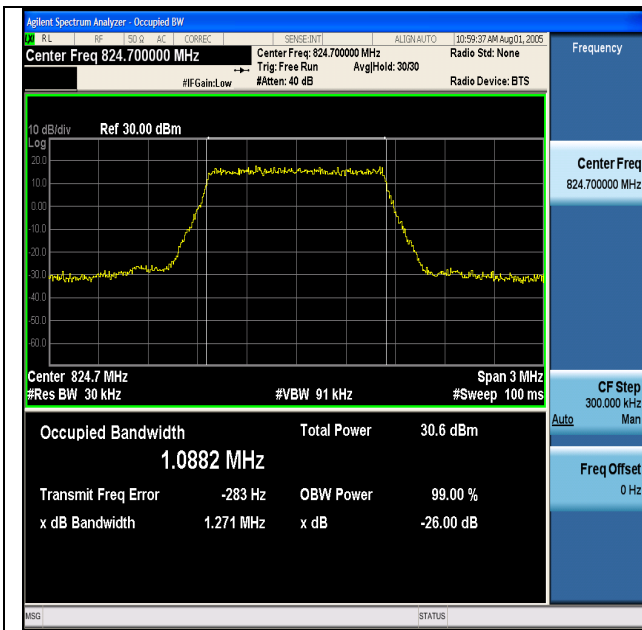 Agilent Spectrum Analyzer - Occupied BW
RL RF 50 Ω AC CORREC SENSE:INT ALIGN AUTO 10:59:37 AM Aug 01, 2005
Center Freq 824.700000 MHz
Center Freq: 824.700000 MHz Radio Std: None
Trig: Free Run Avg|Hold: 30/30
#IFGain:Low #Atten: 40 dB Radio Device: BTS
10 dB/div Ref 30.00 dBm
Log
20.0
10.0
0.00
-10.0
-20.0
-30.0
-40.0
-50.0
-60.0
Center 824.7 MHz Span 3 MHz
#Res BW 30 kHz #VBW 91 kHz #Sweep 100 ms
Occupied Bandwidth Total Power 30.6 dBm
1.0882 MHz
Transmit Freq Error -283 Hz OBW Power 99.00 %
x dB Bandwidth 1.271 MHz x dB -26.00 dB
MSG STATUS
Frequency
Center Freq
824.700000 MHz
CF Step
300.000 kHz
Auto Man
Freq Offset
0 Hz